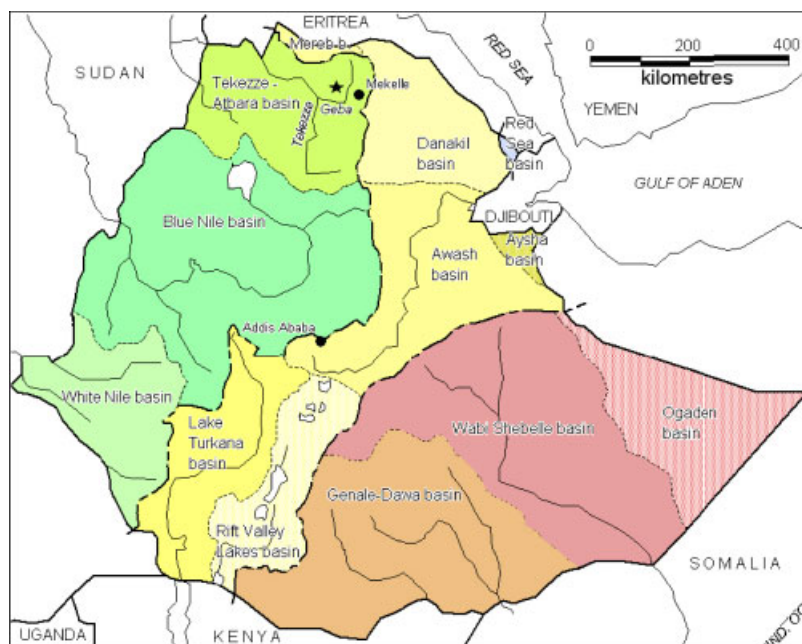 ERITREA
Mereb b.
SUDAN
RED SEA
0 200 400
kilometres
Tekezze -
Atbara basin
Mekelle
Geba
Tekezze
YEMEN
Danakil
basin
Red
Sea
basin
GULF OF ADEN
DJIBOUTI
Blue Nile basin
Aysha
basin
Awash
basin
Addis Ababa
White Nile basin
Lake
Turkana
basin
Wabi Shebelle basin
Ogaden
basin
Genale-Dawa basin
Rift Valley
Lakes basin
SOMALIA
UGANDA
KENYA
IND. OC